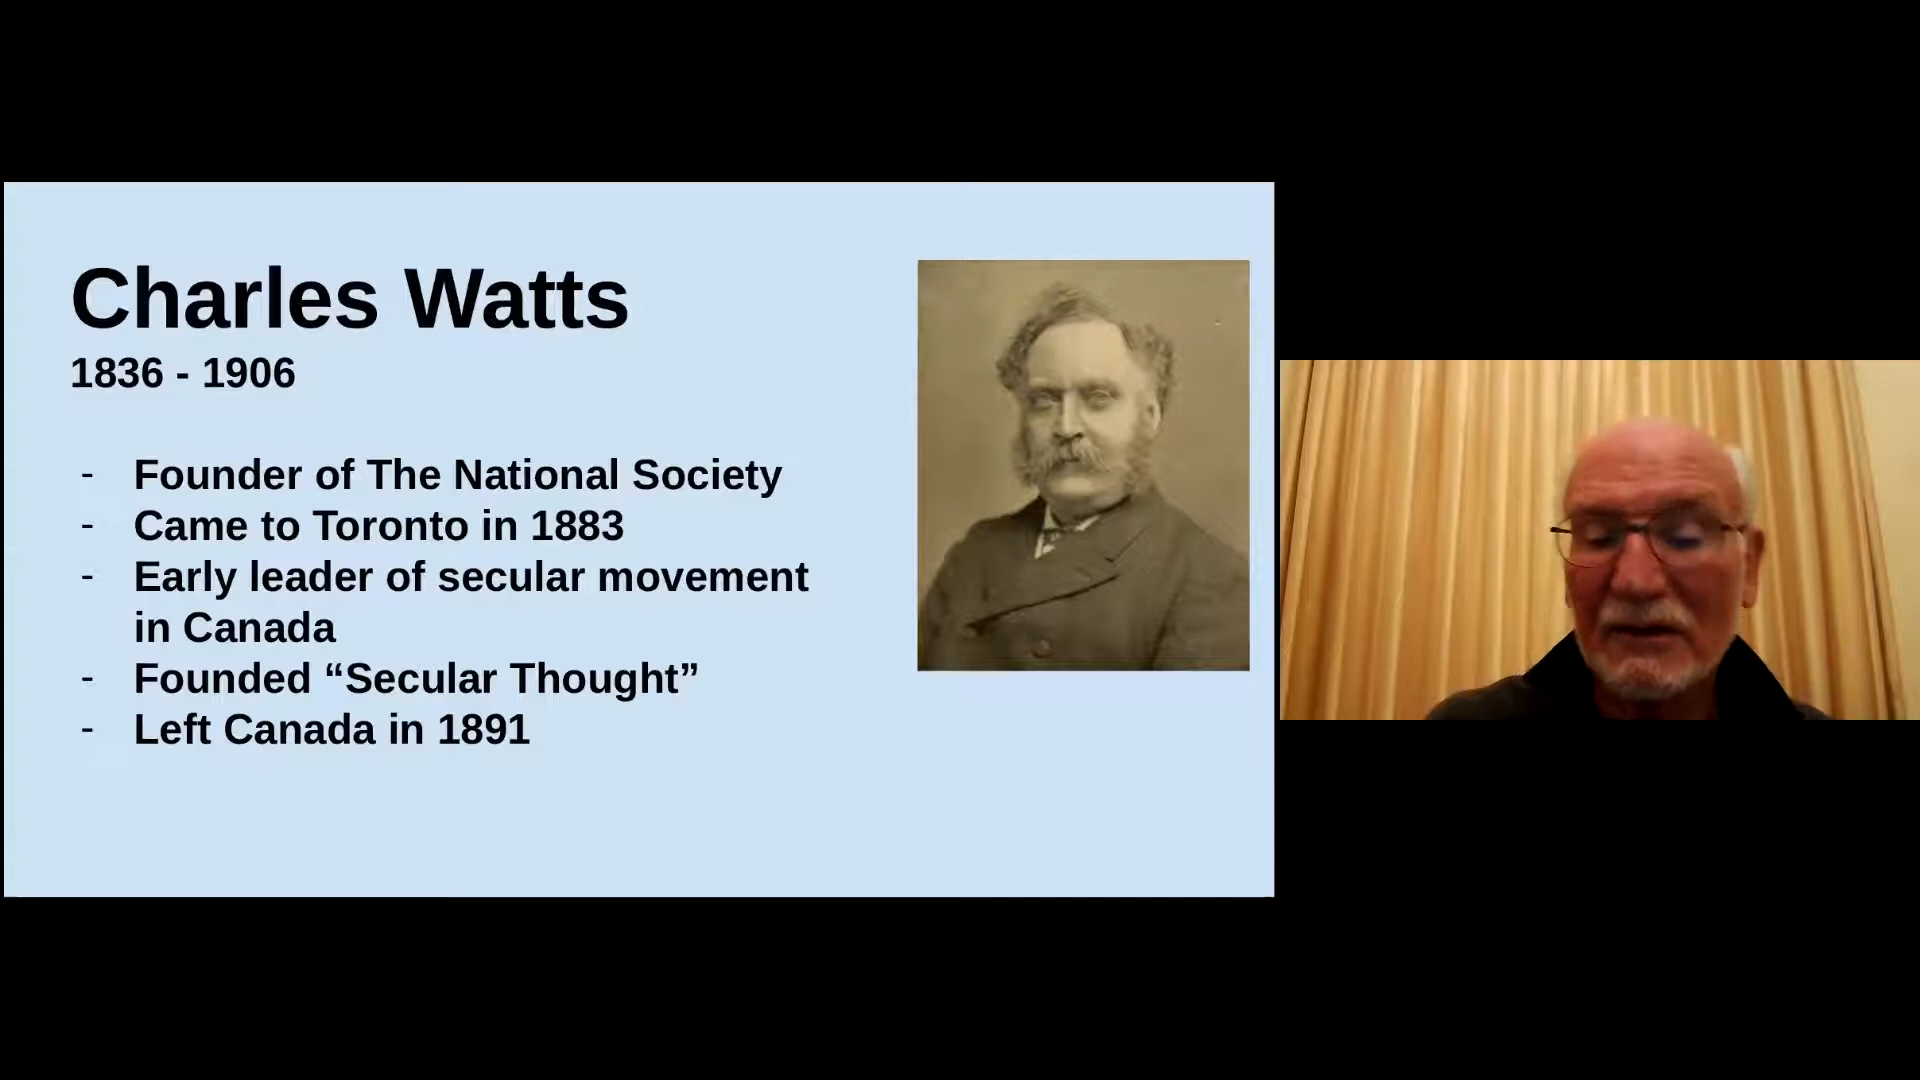 Charles Watts
1836 - 1906
- Founder of The National Society
- Came to Toronto in 1883
- Early leader of secular movement
in Canada
- Founded “Secular Thought”
- Left Canada in 1891